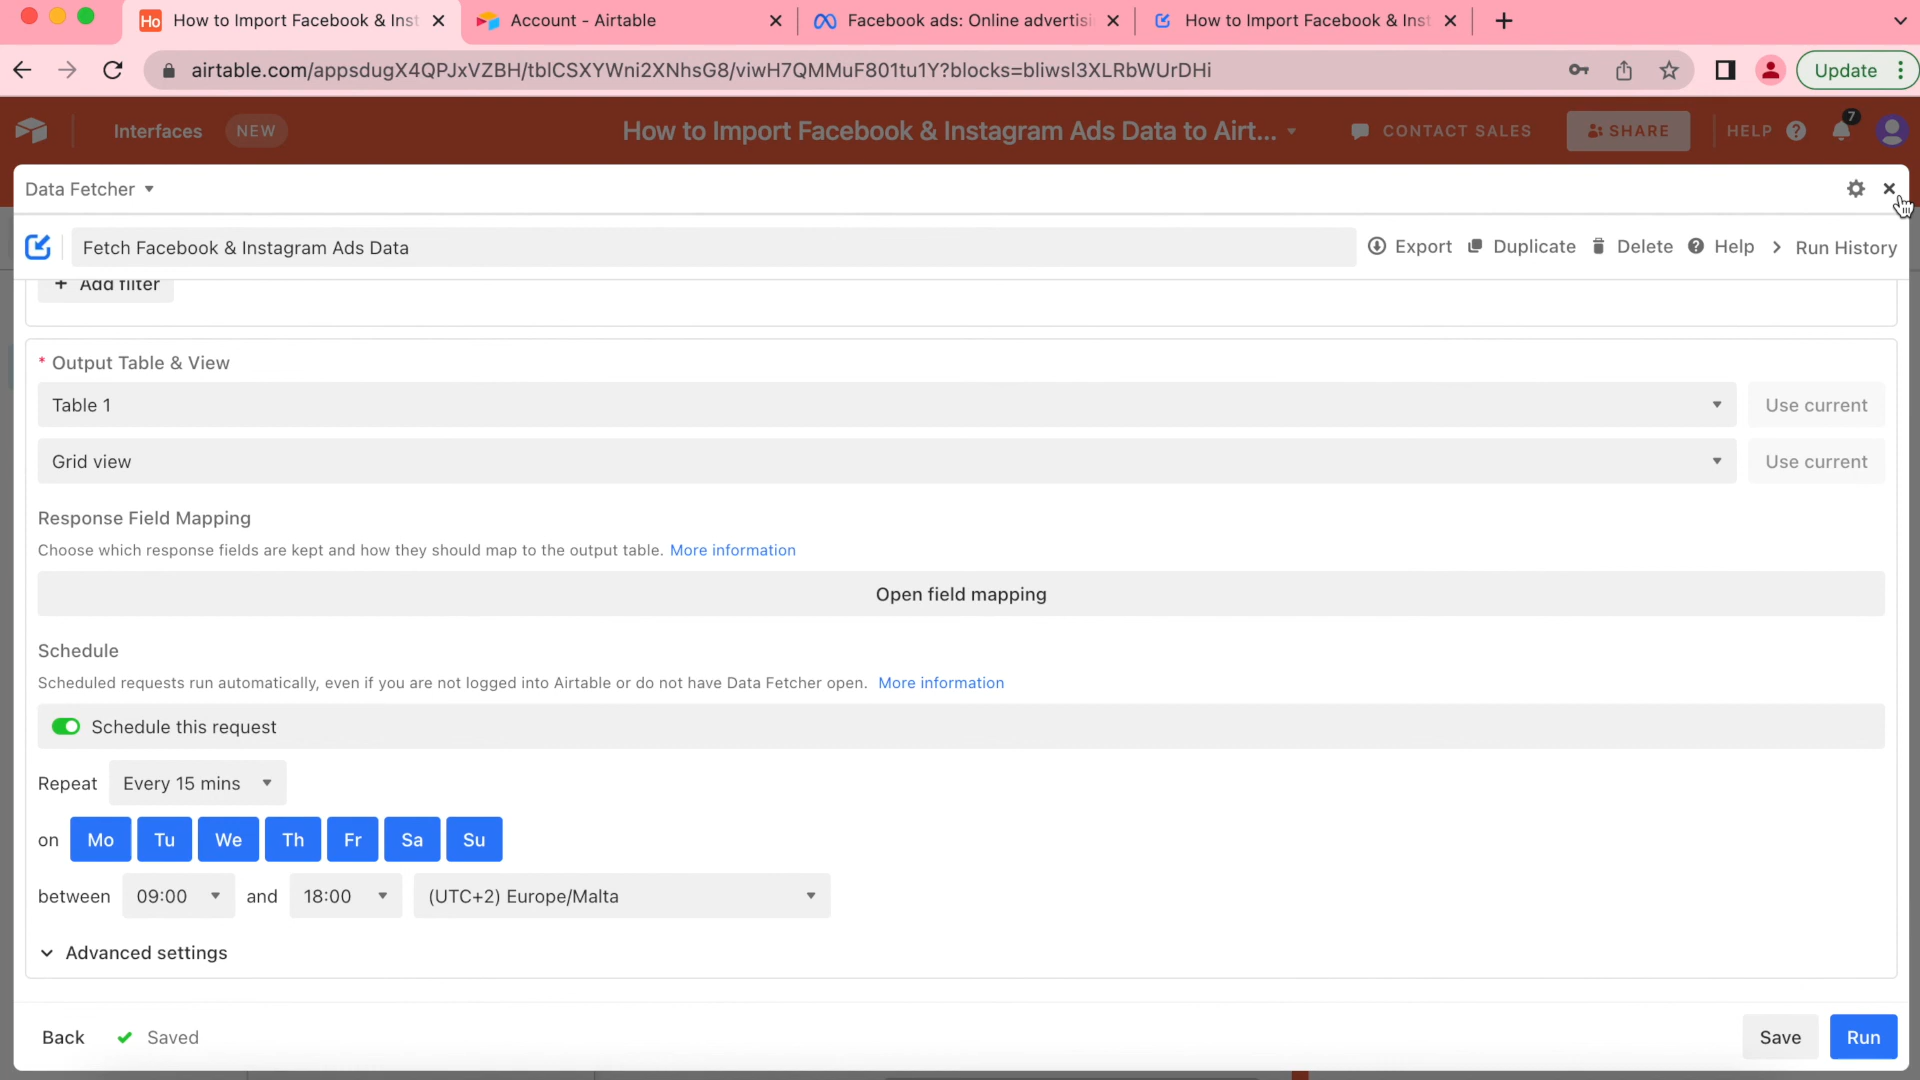 Ho How to Import Facebook & Inst
Account - Airtable
Facebook ads: Online advertisi
How to Import Facebook & Inst
airtable.com/appsdugX4QPJxVZBH/tblCSXYWni2XNhsG8/viwH7QMMuF801tu1Y?blocks=bliwsl3XLRbWUrDHi
Update
Interfaces NEW
How to Import Facebook & Instagram Ads Data to Airt...
CONTACT SALES
SHARE
HELP
7
Data Fetcher
Fetch Facebook & Instagram Ads Data
Export Duplicate Delete Help Run History
+ Add filter
* Output Table & View
Table 1
Use current
Grid view
Use current
Response Field Mapping
Choose which response fields are kept and how they should map to the output table. More information
Open field mapping
Schedule
Scheduled requests run automatically, even if you are not logged into Airtable or do not have Data Fetcher open. More information
Schedule this request
Repeat Every 15 mins
on Mo Tu We Th Fr Sa Su
between 09:00 and 18:00 (UTC+2) Europe/Malta
Advanced settings
Back Saved
Save Run